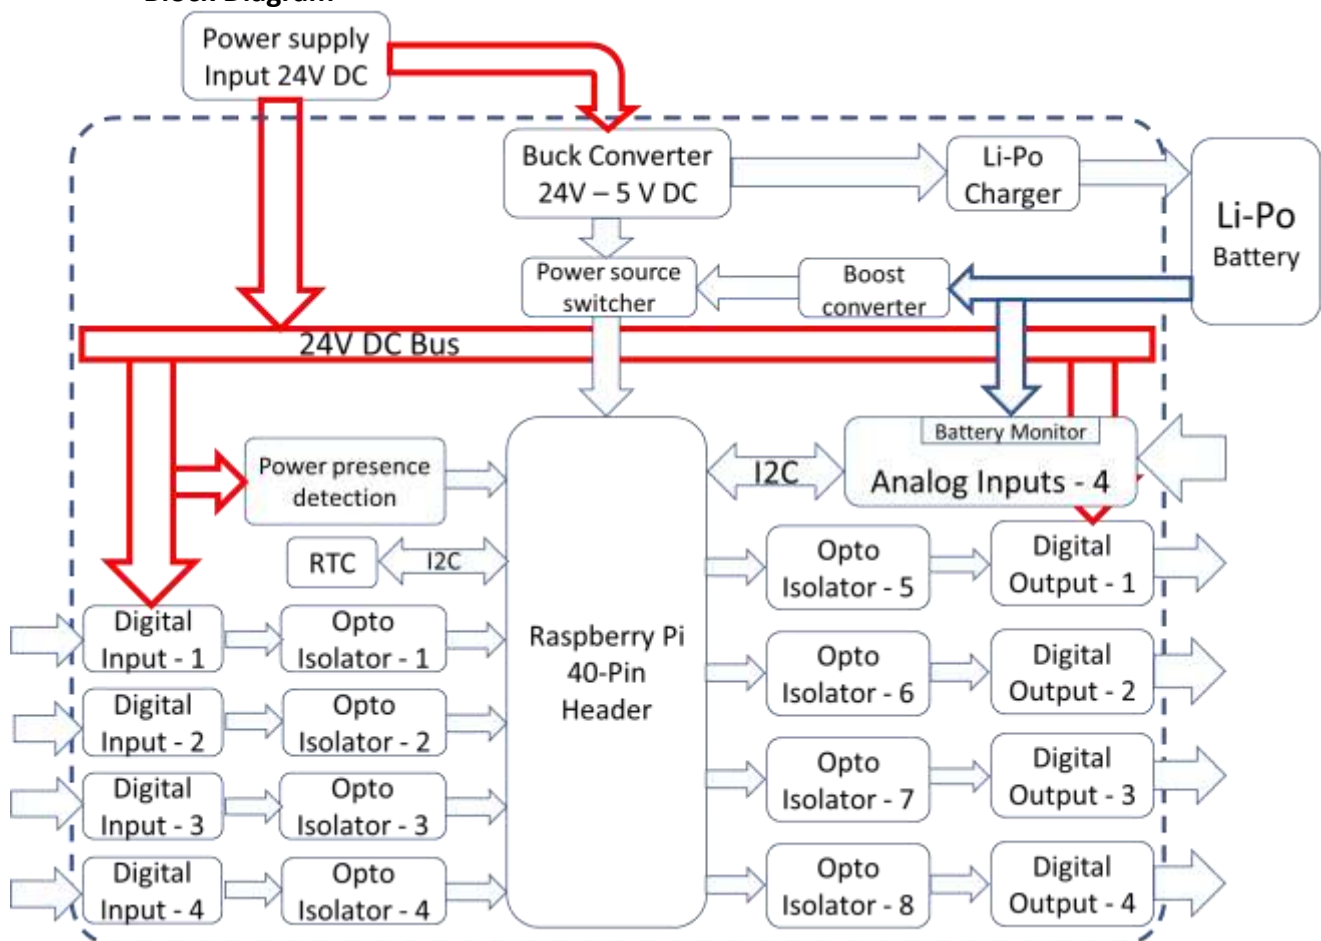 Block Diagram
Power supply
Input 24V DC
Buck Converter
24V – 5 V DC
Li-Po
Charger
Li-Po
Battery
Power source
switcher
Boost
converter
24V DC Bus
Battery Monitor
Analog Inputs - 4
I2C
Power presence
detection
RTC
I2C
Raspberry Pi
40-Pin
Header
Digital
Input - 1
Opto
Isolator - 1
Opto
Isolator - 5
Digital
Output - 1
Digital
Input - 2
Opto
Isolator - 2
Opto
Isolator - 6
Digital
Output - 2
Digital
Input - 3
Opto
Isolator - 3
Opto
Isolator - 7
Digital
Output - 3
Digital
Input - 4
Opto
Isolator - 4
Opto
Isolator - 8
Digital
Output - 4